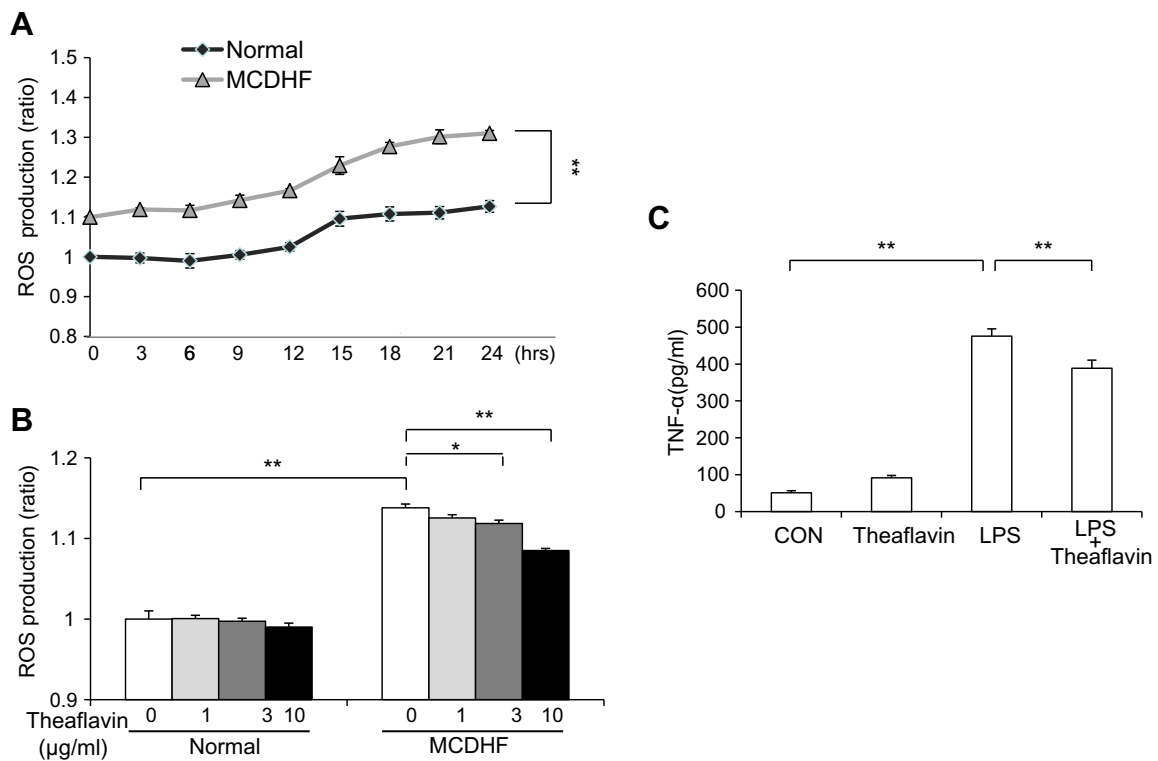 A
Normal
MCDHF
ROS production (ratio)
1.5
1.4
1.3
1.2
1.1
1
0.9
0.8
**
0 3 6 9 12 15 18 21 24 (hrs)
B
ROS production (ratio)
1.2
1.1
1
0.9
**
*
**
Theaflavin 0 1 3 10 0 1 3 10
(µg/ml) Normal MCDHF
C
** **
TNF-α(pg/ml)
600
500
400
300
200
100
0
CON Theaflavin LPS LPS
+
Theaflavin